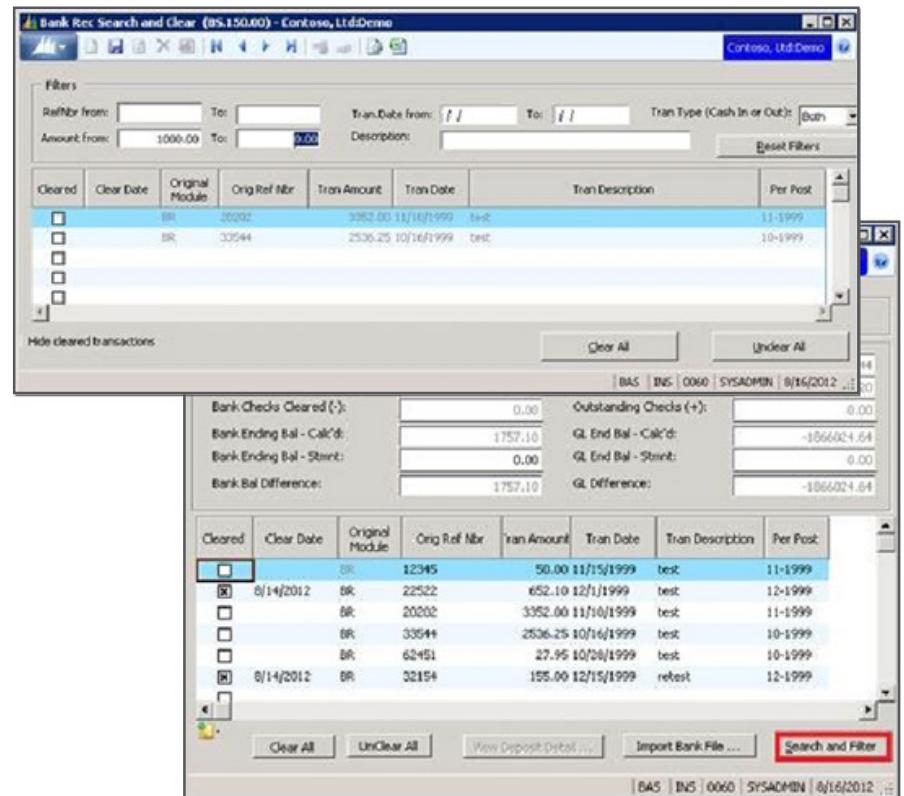 Bank Rec Search and Clear (BS.150.00) - Contoso, Ltd:Demo
Contoso, Ltd:Demo
Filters
RefNbr from: To: Tran.Date from: / / To: / / Tran Type (Cash In or Out): Both
Amount from: 1000.00 To: 0.00 Description:
Reset Filters
Cleared Clear Date Original Module Orig Ref Nbr Tran Amount Tran Date Tran Description Per Post
BR 20202 3352.00 11/10/1999 test 11-1999
BR 33544 2536.25 10/16/1999 test 10-1999
Hide cleared transactions Clear All Unclear All
BAS INS 0060 SYSADMIN 8/16/2012
Bank Checks Cleared (-): 0.00 Outstanding Checks (+): 0.00
Bank Ending Bal - Calc'd: 1757.10 GL End Bal - Calc'd: -1866024.64
Bank Ending Bal - Stmnt: 0.00 GL End Bal - Stmnt: 0.00
Bank Bal Difference: 1757.10 GL Difference: -1866024.64
Cleared Clear Date Original Module Orig Ref Nbr Tran Amount Tran Date Tran Description Per Post
BR 12345 50.00 11/15/1999 test 11-1999
8/14/2012 BR 22522 652.10 12/1/1999 test 12-1999
BR 20202 3352.00 11/10/1999 test 11-1999
BR 33544 2536.25 10/16/1999 test 10-1999
BR 62451 27.95 10/28/1999 test 10-1999
8/14/2012 BR 32154 155.00 12/15/1999 retest 12-1999
Clear All UnClear All View Deposit Detail ... Import Bank File ... Search and Filter
BAS INS 0060 SYSADMIN 8/16/2012